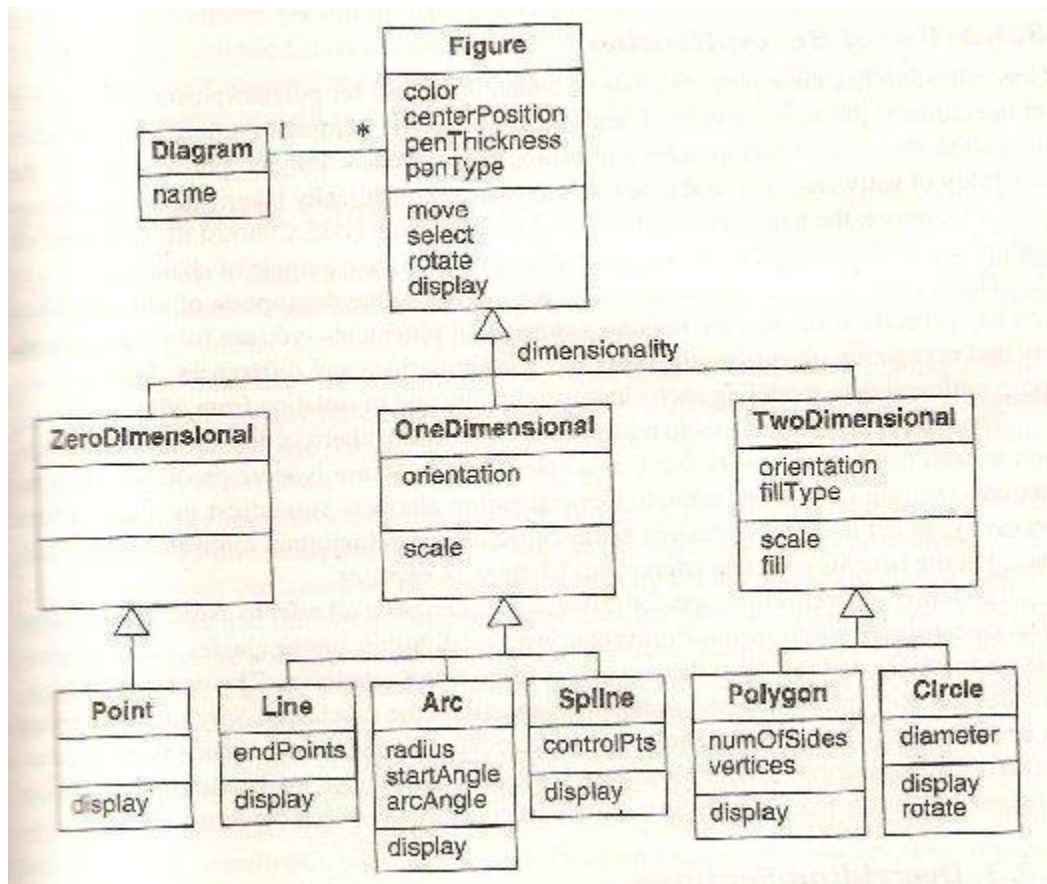 Figure
color
centerPosition
penThickness
penType
move
select
rotate
display
1
*
Diagram
name
dimensionality
ZeroDimensional
OneDimensional
orientation
scale
TwoDimensional
orientation
fillType
scale
fill
Point
display
Line
endPoints
display
Arc
radius
startAngle
arcAngle
display
Spline
controlPts
display
Polygon
numOfSides
vertices
display
Circle
diameter
display
rotate